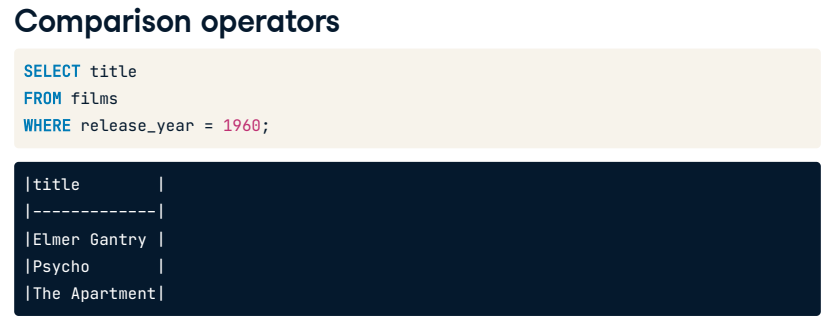 Comparison operators
SELECT title
FROM films
WHERE release_year = 1960;
|title        |
|-------------|
|Elmer Gantry |
|Psycho       |
|The Apartment|